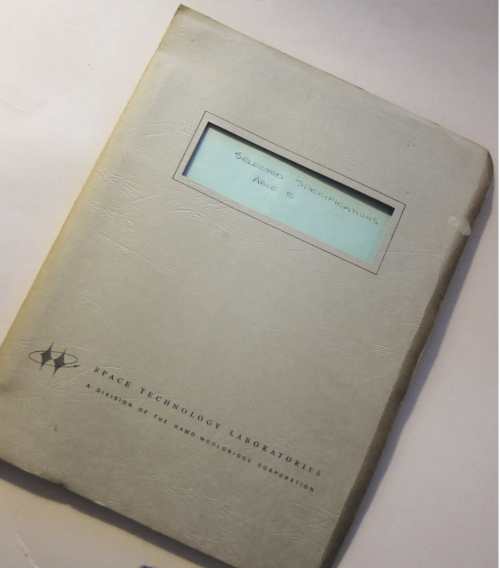 SELECTED SPECIFICATIONS
ABLE 5
SPACE TECHNOLOGY LABORATORIES
A DIVISION OF THE RAMO-WOOLDRIDGE CORPORATION